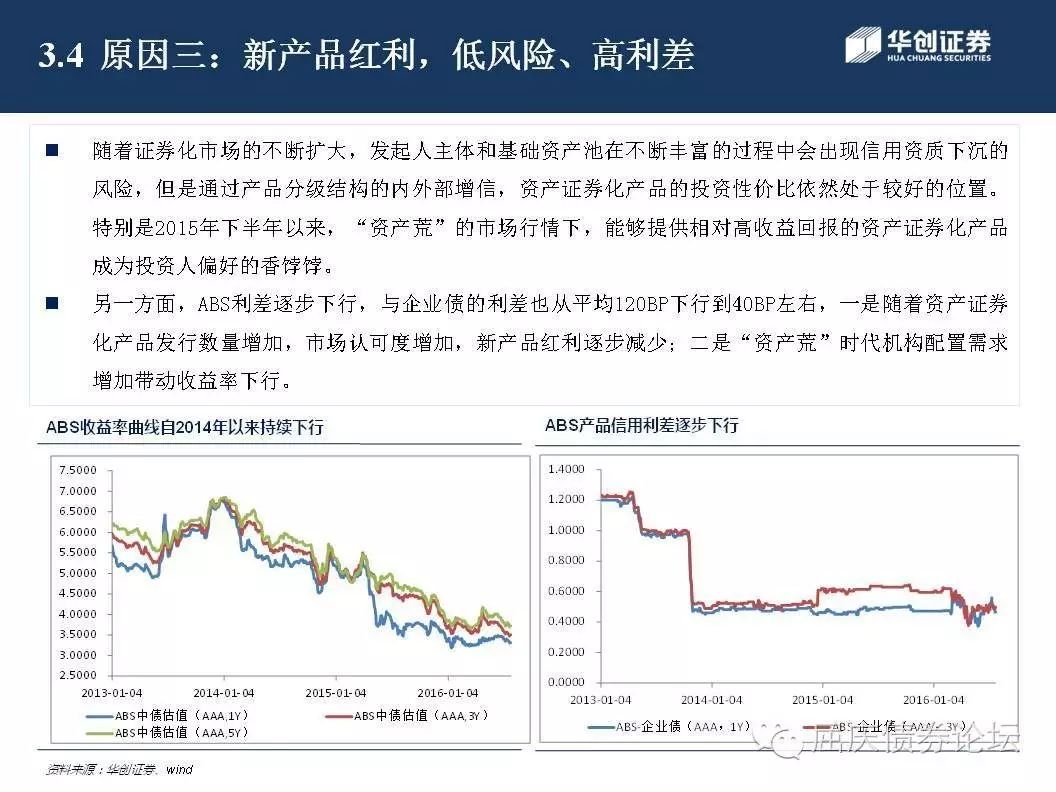 3.4 原因三：新产品红利，低风险、高利差
华创证券
HUA CHUANG SECURITIES
随着证券化市场的不断扩大，发起人主体和基础资产池在不断丰富的过程中会出现信用资质下沉的
风险，但是通过产品分级结构的内外部增信，资产证券化产品的投资性价比依然处于较好的位置。
特别是2015年下半年以来，“资产荒”的市场行情下，能够提供相对高收益回报的资产证券化产品
成为投资人偏好的香饽饽。
另一方面，ABS利差逐步下行，与企业债的利差也从平均120BP下行到40BP左右，一是随着资产证券
化产品发行数量增加，市场认可度增加，新产品红利逐步减少；二是“资产荒”时代机构配置需求
增加带动收益率下行。
ABS收益率曲线自2014年以来持续下行
7.5000
7.0000
6.5000
6.0000
5.5000
5.0000
4.5000
4.0000
3.5000
3.0000
2.5000
2013-01-04 2014-01-04 2015-01-04 2016-01-04
ABS中债估值（AAA,1Y） ABS中债估值（AAA,3Y）
ABS中债估值（AAA,5Y）
ABS产品信用利差逐步下行
1.4000
1.2000
1.0000
0.8000
0.6000
0.4000
0.2000
0.0000
2013-01-04 2014-01-04 2015-01-04 2016-01-04
ABS-企业债（AAA，1Y） ABS-企业债（AAA，3Y）
屈庆债券论坛
资料来源：华创证券、wind